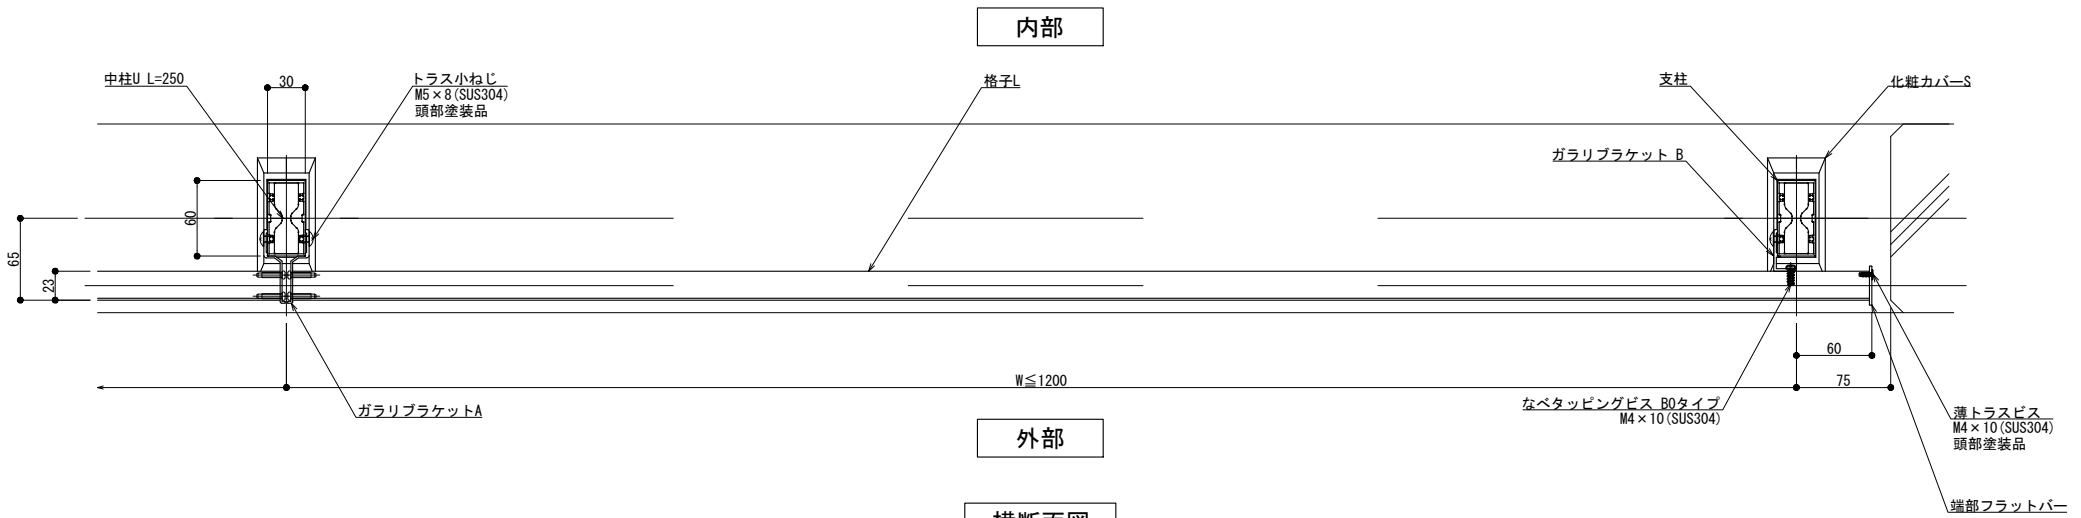 内部
中柱U L=250
30
トラス小ねじ
M5×8(SUS304)
頭部塗装品
格子L
支柱
化粧カバーS
ガラリブラケット B
60
65
23
60
W≦1200
75
ガラリブラケットA
なベタッピングビス B0タイプ
M4×10(SUS304)
薄トラスビス
M4×10(SUS304)
頭部塗装品
外部
端部フラットバー
横断面図